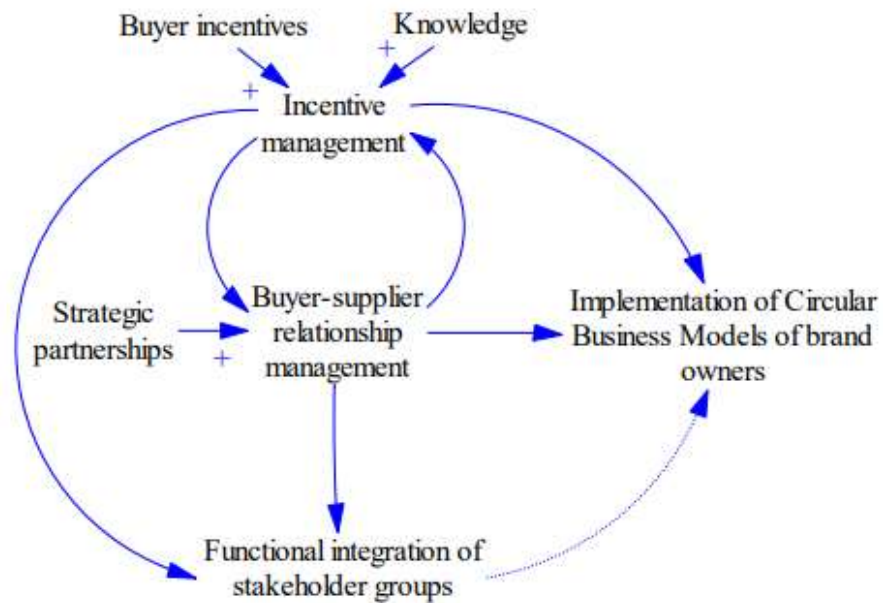 Buyer incentives
Knowledge
+
+
Incentive
management
Strategic
partnerships
+
Buyer-supplier
relationship
management
Implementation of Circular
Business Models of brand
owners
Functional integration of
stakeholder groups